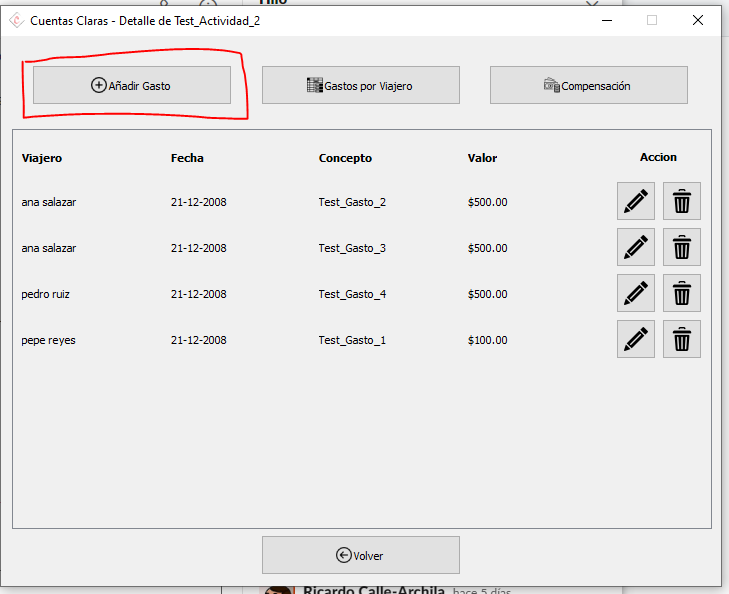 Cuentas Claras - Detalle de Test_Actividad_2
Añadir Gasto
Gastos por Viajero
Compensación
Viajero Fecha Concepto Valor Accion
ana salazar 21-12-2008 Test_Gasto_2 $500.00
ana salazar 21-12-2008 Test_Gasto_3 $500.00
pedro ruiz 21-12-2008 Test_Gasto_4 $500.00
pepe reyes 21-12-2008 Test_Gasto_1 $100.00
Volver
Ricardo Calle-Archila hace 5 días